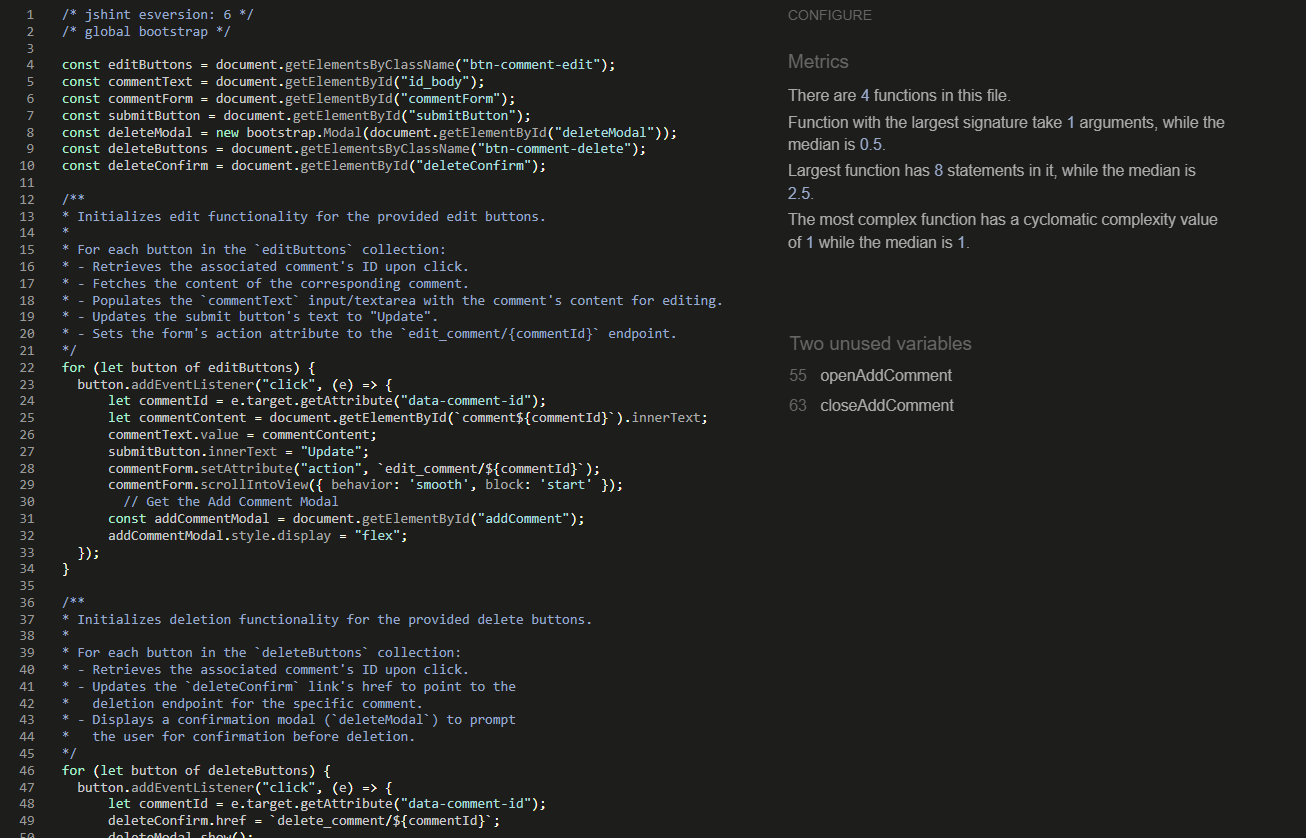 1 /* jshint esversion: 6 */
2 /* global bootstrap */
3
4 const editButtons = document.getElementsByClassName("btn-comment-edit");
5 const commentText = document.getElementById("id_body");
6 const commentForm = document.getElementById("commentForm");
7 const submitButton = document.getElementById("submitButton");
8 const deleteModal = new bootstrap.Modal(document.getElementById("deleteModal"));
9 const deleteButtons = document.getElementsByClassName("btn-comment-delete");
10 const deleteConfirm = document.getElementById("deleteConfirm");
11
12 /**
13 * Initializes edit functionality for the provided edit buttons.
14 *
15 * For each button in the `editButtons` collection:
16 * - Retrieves the associated comment's ID upon click.
17 * - Fetches the content of the corresponding comment.
18 * - Populates the `commentText` input/textarea with the comment's content for editing.
19 * - Updates the submit button's text to "Update".
20 * - Sets the form's action attribute to the `edit_comment/{commentId}` endpoint.
21 */
22 for (let button of editButtons) {
23 button.addEventListener("click", (e) => {
24 let commentId = e.target.getAttribute("data-comment-id");
25 let commentContent = document.getElementById(`comment${commentId}`).innerText;
26 commentText.value = commentContent;
27 submitButton.innerText = "Update";
28 commentForm.setAttribute("action", `edit_comment/${commentId}`);
29 commentForm.scrollIntoView({ behavior: 'smooth', block: 'start' });
30 // Get the Add Comment Modal
31 const addCommentModal = document.getElementById("addComment");
32 addCommentModal.style.display = "flex";
33 });
34 }
35
36 /**
37 * Initializes deletion functionality for the provided delete buttons.
38 *
39 * For each button in the `deleteButtons` collection:
40 * - Retrieves the associated comment's ID upon click.
41 * - Updates the `deleteConfirm` link's href to point to the
42 * deletion endpoint for the specific comment.
43 * - Displays a confirmation modal (`deleteModal`) to prompt
44 * the user for confirmation before deletion.
45 */
46 for (let button of deleteButtons) {
47 button.addEventListener("click", (e) => {
48 let commentId = e.target.getAttribute("data-comment-id");
49 deleteConfirm.href = `delete_comment/${commentId}`;
50 deleteModal.show();
CONFIGURE
Metrics
There are 4 functions in this file.
Function with the largest signature take 1 arguments, while the
median is 0.5.
Largest function has 8 statements in it, while the median is
2.5.
The most complex function has a cyclomatic complexity value
of 1 while the median is 1.
Two unused variables
55 openAddComment
63 closeAddComment